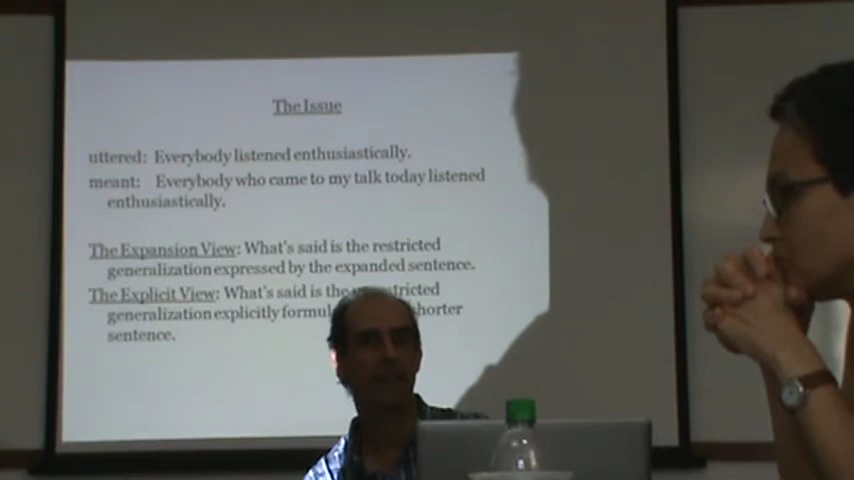 The Issue
uttered: Everybody listened enthusiastically.
meant: Everybody who came to my talk today listened
enthusiastically.
The Expansion View: What's said is the restricted
generalization expressed by the expanded sentence.
The Explicit View: What's said is the
generalization explicitly shorter
sentence.